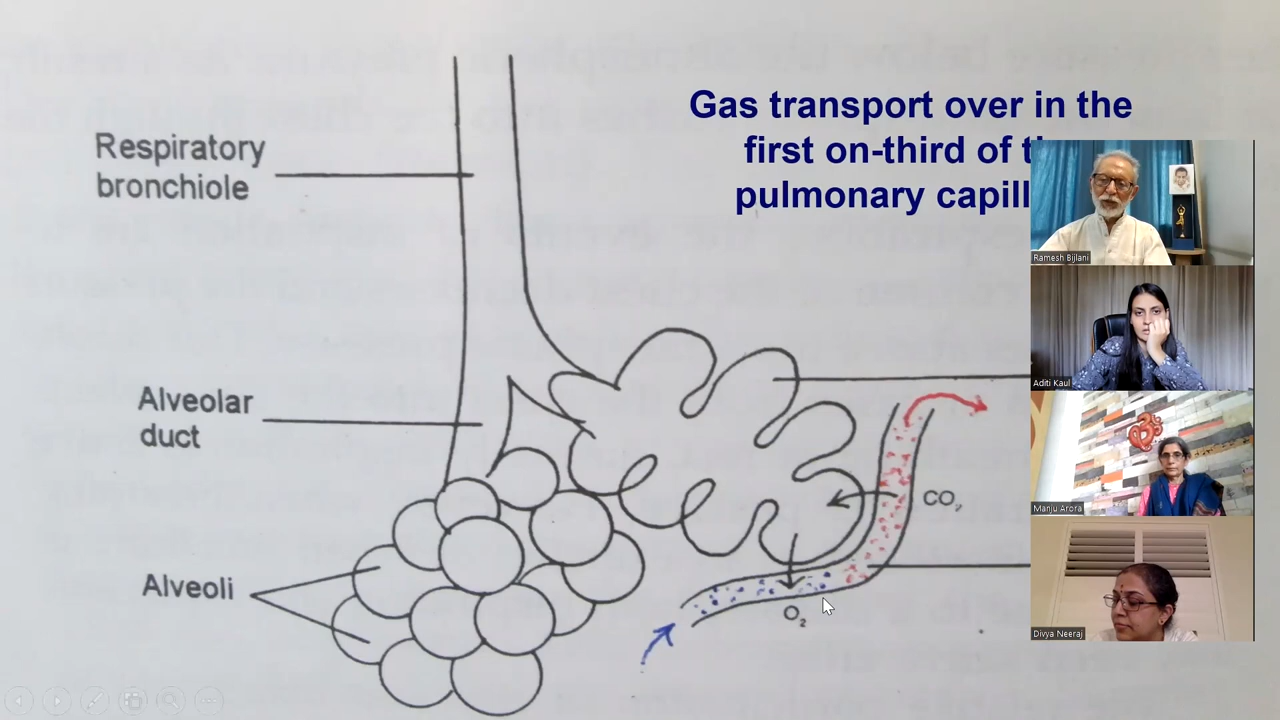 Gas transport over in the
first on-third of
pulmonary
Respiratory
bronchiole
Alveolar
duct
Alveoli
CO₂
O₂
Ramesh Bijlani
Aditi Kaul
Manju Arora
Divya Neeraj